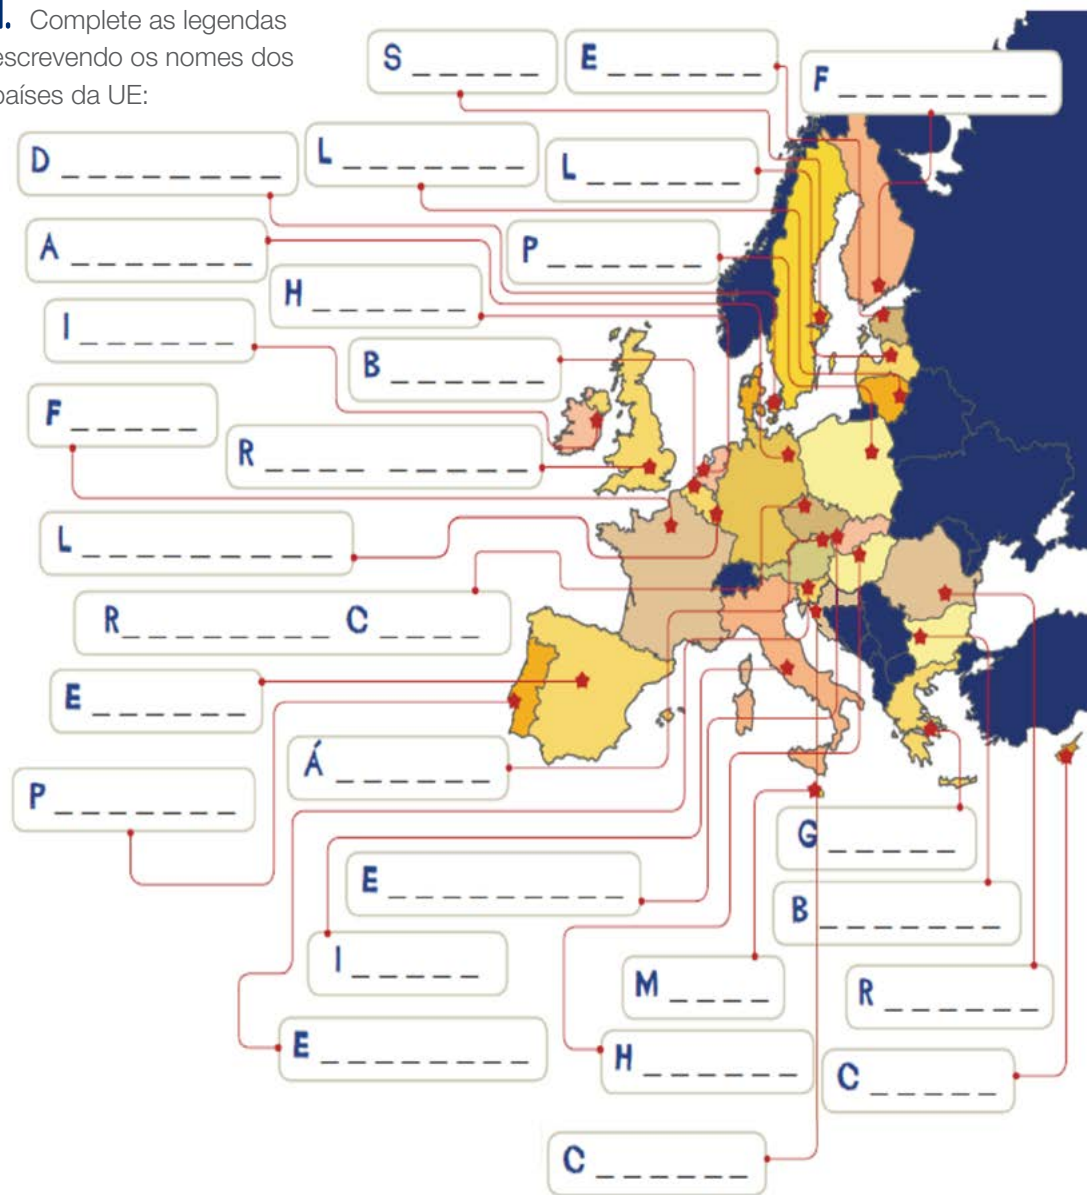 1. Complete as legendas
escrevendo os nomes dos
países da UE:
S _ _ _ _ _
E _ _ _ _ _ _
F _ _ _ _ _ _ _ _
D _ _ _ _ _ _ _ _
L _ _ _ _ _ _ _
L _ _ _ _ _ _
A _ _ _ _ _ _ _
P _ _ _ _ _ _
H _ _ _ _ _ _
I _ _ _ _ _ _
B _ _ _ _ _ _
F _ _ _ _ _
R _ _ _ _ _ _ _ _ _
L _ _ _ _ _ _ _ _ _ _
R _ _ _ _ _ _ _ _ C _ _ _ _
E _ _ _ _ _ _
Á _ _ _ _ _ _
P _ _ _ _ _ _ _
G _ _ _ _ _
E _ _ _ _ _ _ _ _ _
B _ _ _ _ _ _ _
I _ _ _ _ _
M _ _ _ _
R _ _ _ _ _ _
E _ _ _ _ _ _ _ _
H _ _ _ _ _ _
C _ _ _ _ _
C _ _ _ _ _ _